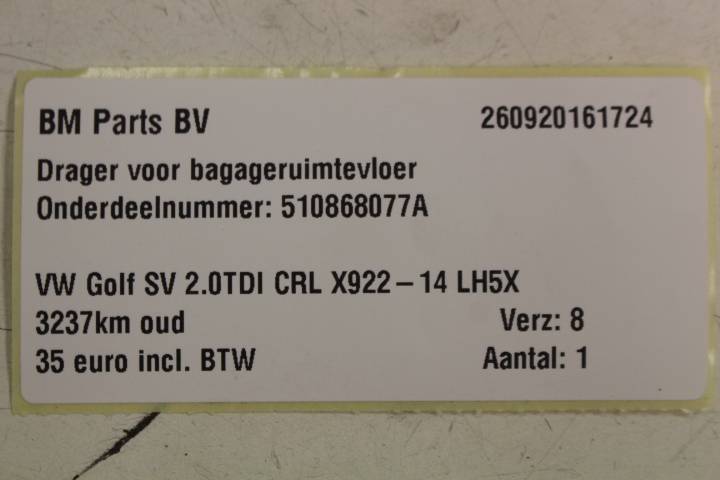 BM Parts BV 260920161724
Drager voor bagageruimtevloer
Onderdeelnummer: 510868077A
VW Golf SV 2.0TDI CRL X922-14 LH5X
3237km oud Verz: 8
35 euro incl. BTW Aantal: 1